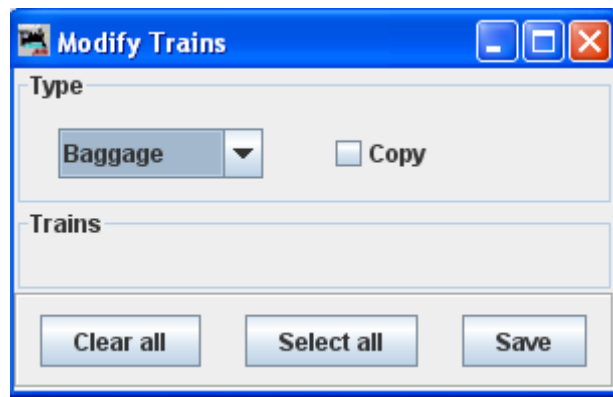 Modify Trains
Type
Baggage Copy
Trains
Clear all Select all Save